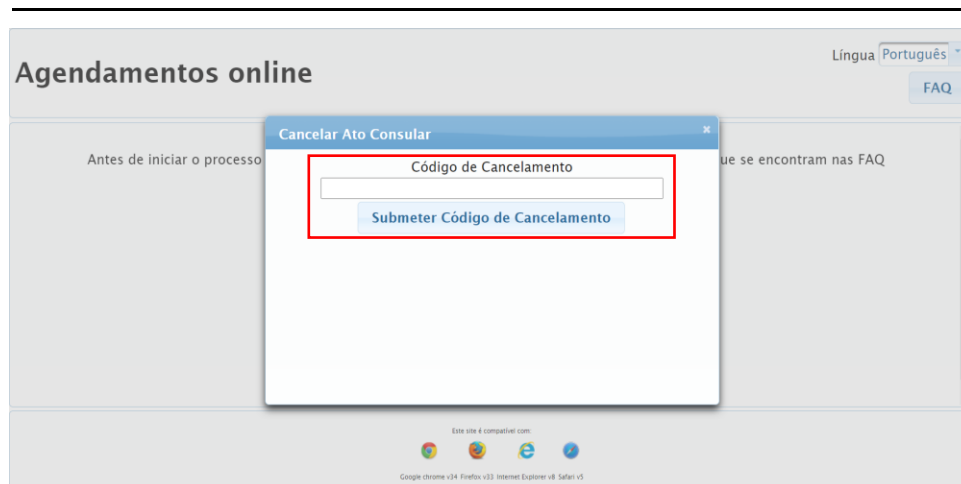 Agendamentos online
Língua Português
FAQ
Cancelar Ato Consular
Antes de iniciar o processo
ue se encontram nas FAQ
Código de Cancelamento
Submeter Código de Cancelamento
Este site é compatível com:
Google chrome v34 Firefox v33 Internet Explorer v8 Safari v5